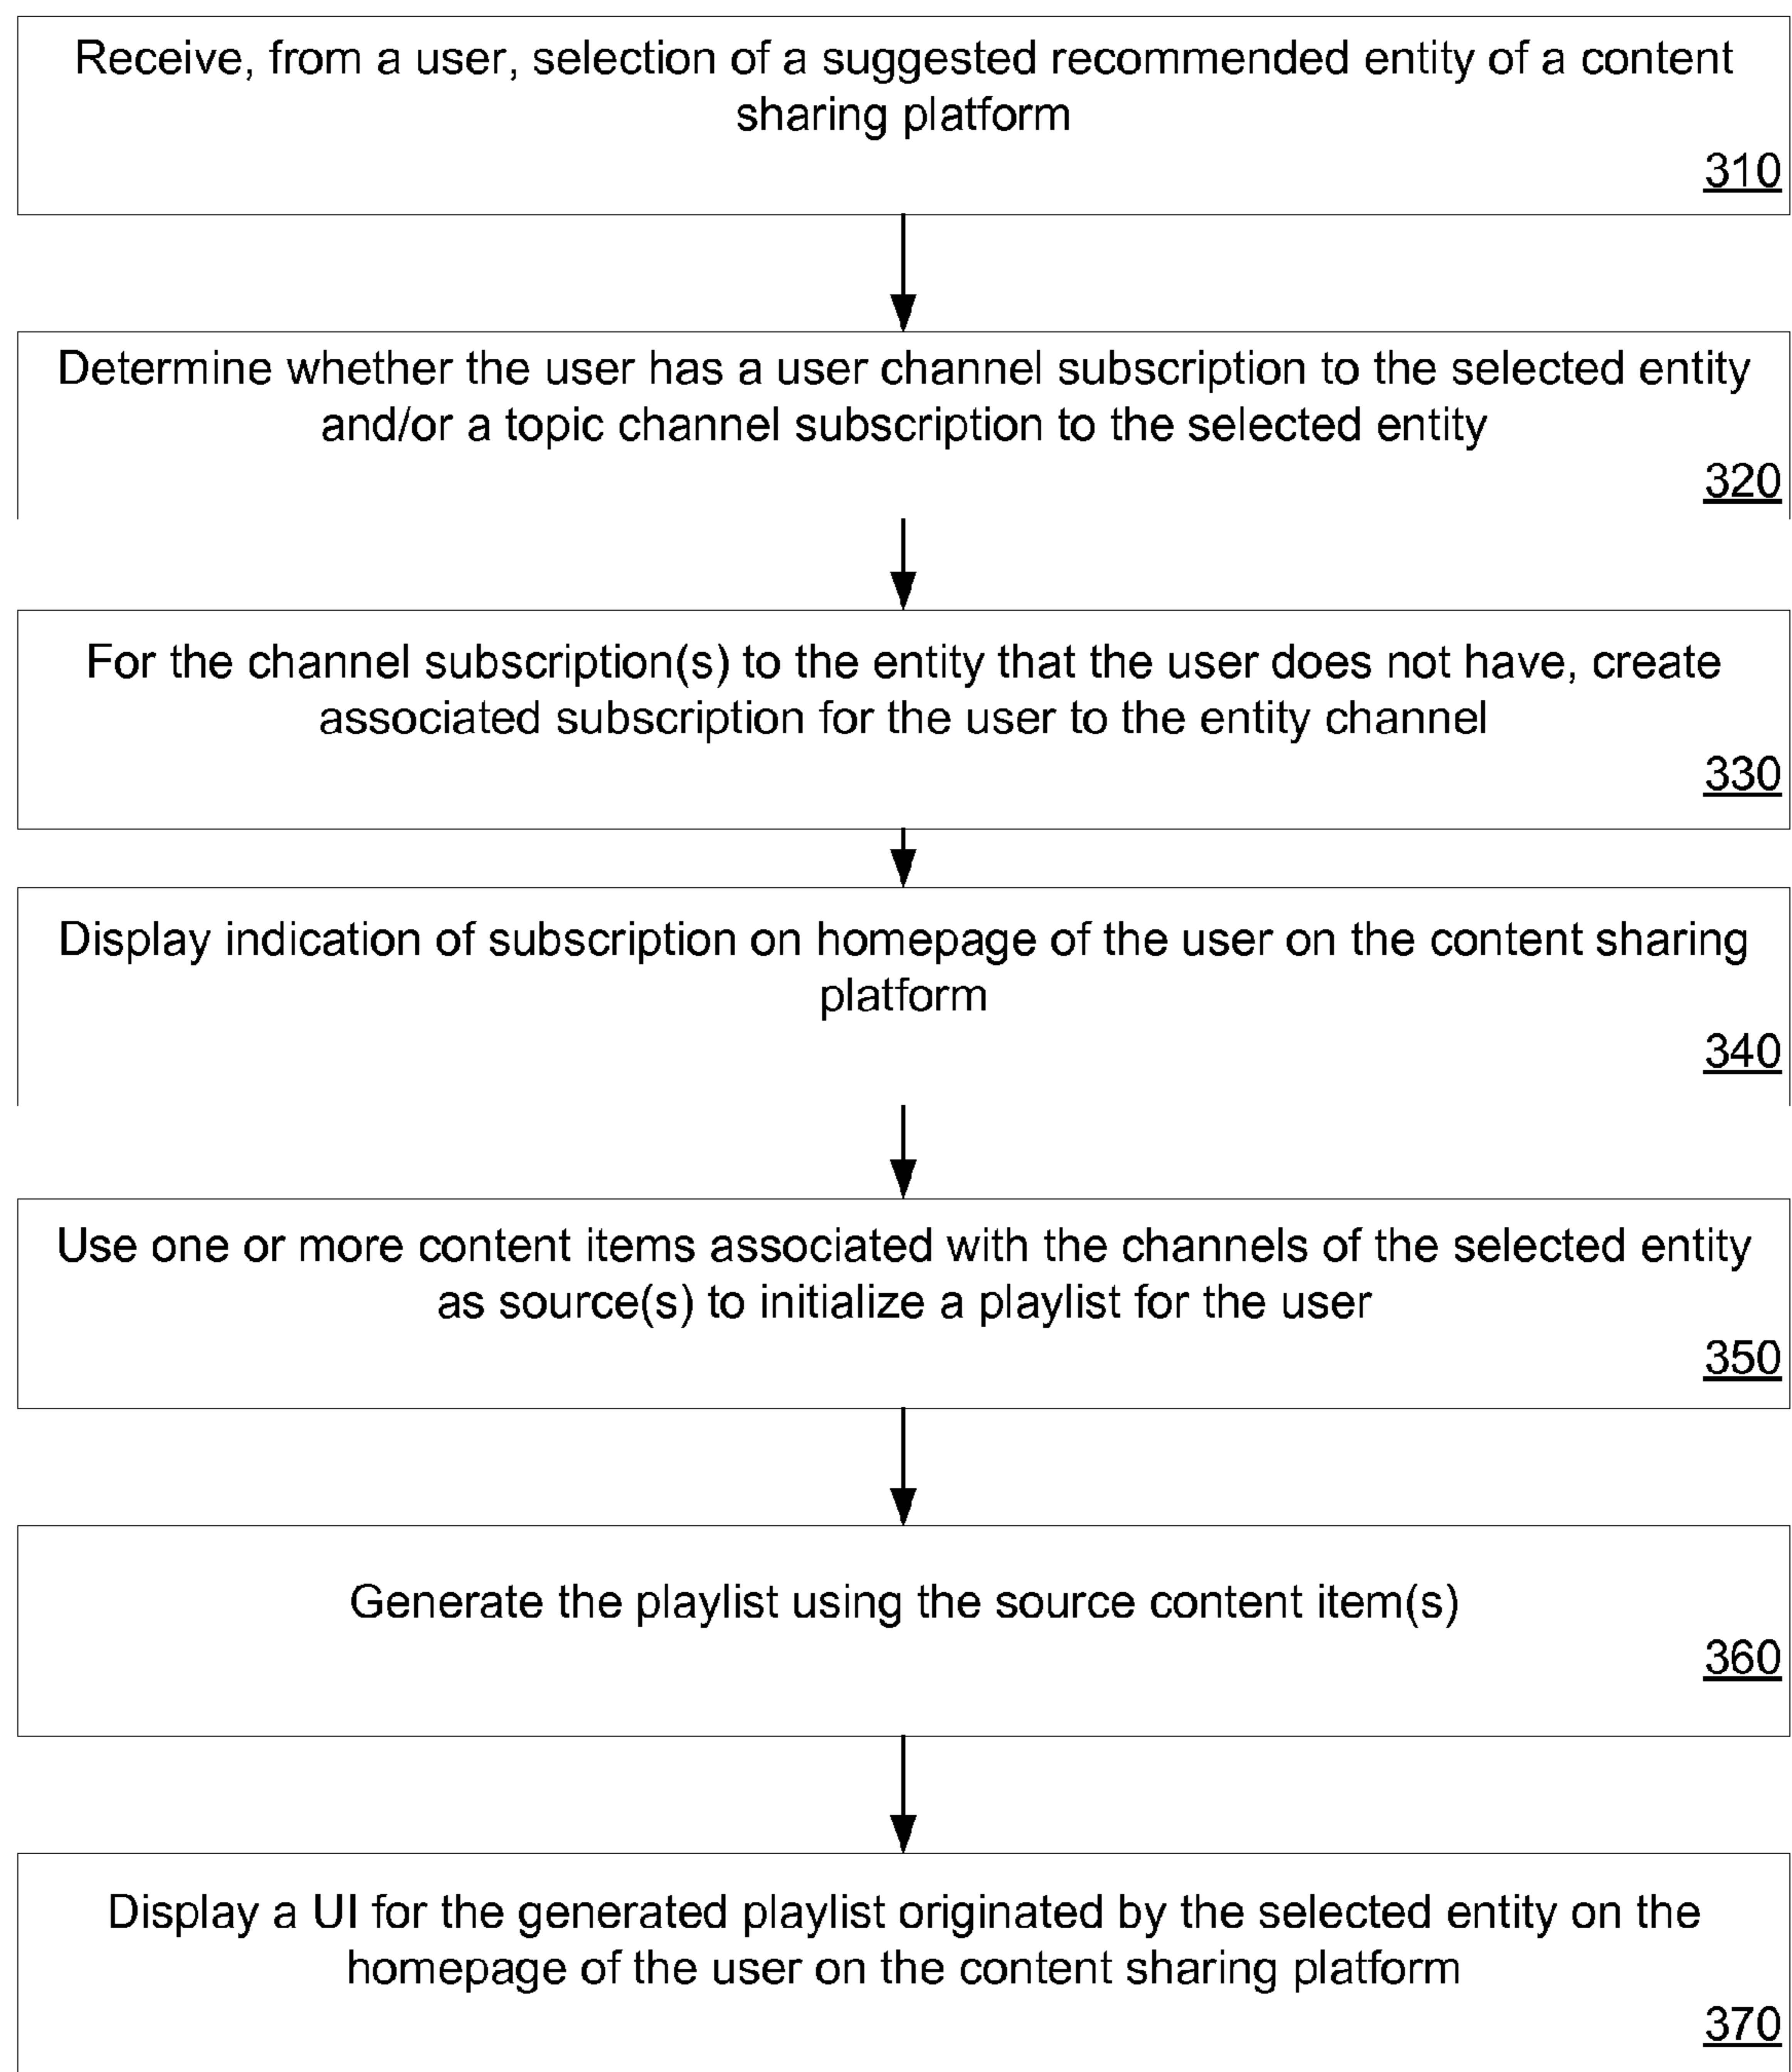 Receive, from a user, selection of a suggested recommended entity of a content
sharing platform
310
Determine whether the user has a user channel subscription to the selected entity
and/or a topic channel subscription to the selected entity
320
For the channel subscription(s) to the entity that the user does not have, create
associated subscription for the user to the entity channel
330
Display indication of subscription on homepage of the user on the content sharing
platform
340
Use one or more content items associated with the channels of the selected entity
as source(s) to initialize a playlist for the user
350
Generate the playlist using the source content item(s)
360
Display a UI for the generated playlist originated by the selected entity on the
homepage of the user on the content sharing platform
370